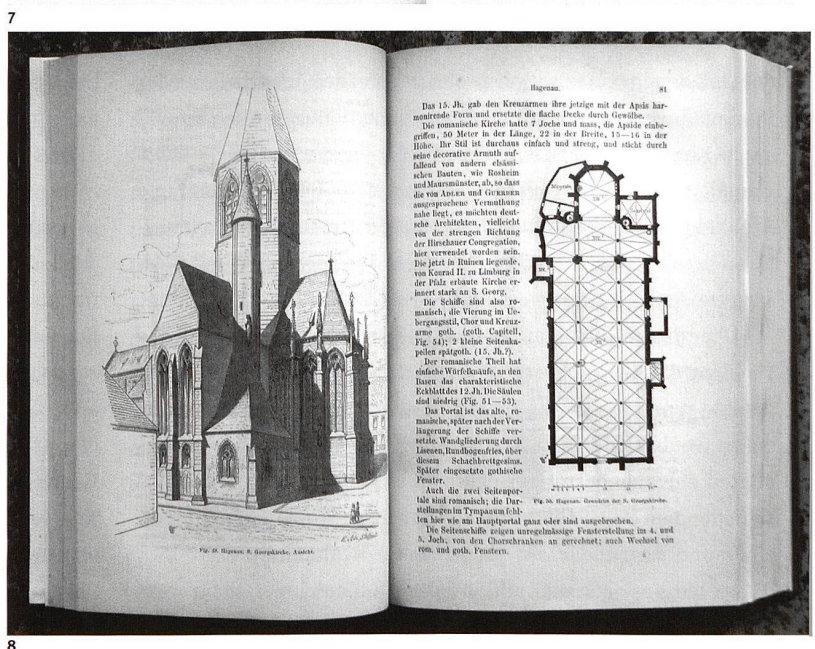 7
Fig. 49. Hagenau. S. Georgskirche. Ansicht.
Hagenau. 81
Das 15. Jh. gab den Kreuzarmen ihre jetzige mit der Apsis har-
monirende Form und ersetzte die flache Decke durch Gewölbe.
Die romanische Kirche hatte 7 Joche und mass, die Apside einbe-
griffen, 50 Meter in der Länge, 22 in der Breite, 15—16 in der
Höhe. Ihr Stil ist durchaus einfach und streng, und sticht durch
seine decorative Armuth auf-
fallend von andern elsässi-
schen Bauten, wie Rosheim
und Maursmünster, ab, so dass
die von ADLER und GUERBER
ausgesprochene Vermuthung
nahe liegt, es möchten deut-
sche Architekten, vielleicht
von der strengen Richtung
der Hirschauer Congregation,
hier verwendet worden sein.
Die jetzt in Ruinen liegende,
von Konrad II. zu Limburg in
der Pfalz erbaute Kirche er-
innert stark an S. Georg.
Die Schiffe sind also ro-
manisch, die Vierung im Ue-
bergangsstil, Chor und Kreuz-
arme goth. (goth. Capitell,
Fig. 54); 2 kleine Seitenka-
pellen spätgoth. (15. Jh.?).
Der romanische Theil hat
einfache Würfelknäufe, an den
Basen das charakteristische
Eckblatt des 12. Jh. Die Säulen
sind niedrig (Fig. 51—53).
Das Portal ist das alte, ro-
manische, später nach der Ver-
längerung der Schiffe ver-
setzte. Wandgliederung durch
Lisenen, Rundbogenfries, über
diesem Schachbrettgesims.
Später eingesetzte gothische
Fenster.
Auch die zwei Seitenpor-
tale sind romanisch; die Dar-
stellungen im Tympanum fehl-
ten hier wie am Hauptportal ganz oder sind ausgebrochen.
Die Seitenschiffe zeigen unregelmässige Fensterstellung im 4. und
5. Joch, von den Chorschranken an gerechnet; auch Wechsel von
rom. und goth. Fenstern.
Fig. 50. Hagenau. Grundriss der S. Georgskirche.
8